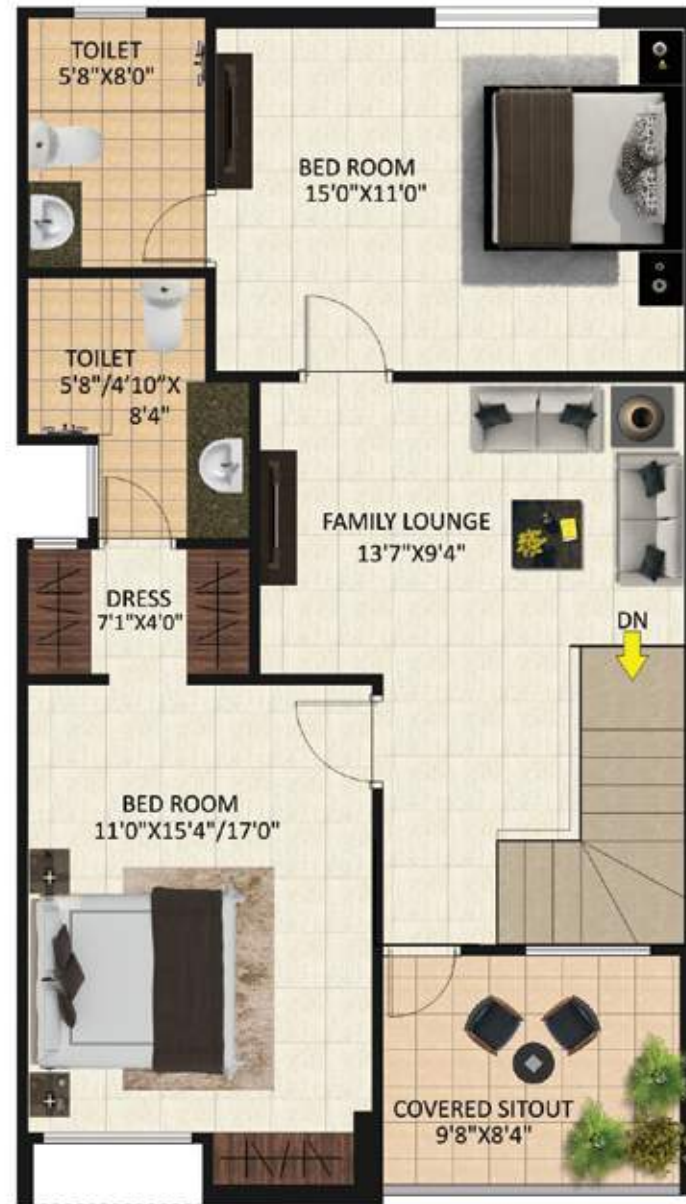 TOILET
5'8"X8'0"
BED ROOM
15'0"X11'0"
TOILET
5'8"/4'10"X
8'4"
FAMILY LOUNGE
13'7"X9'4"
DRESS
7'1"X4'0"
DN
BED ROOM
11'0"X15'4"/17'0"
COVERED SITOUT
9'8"X8'4"